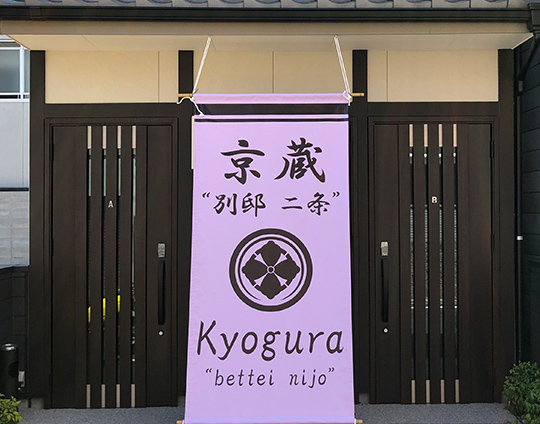 京蔵
“別邸 二条”
Kyogura
“bettei nijo”
A
B